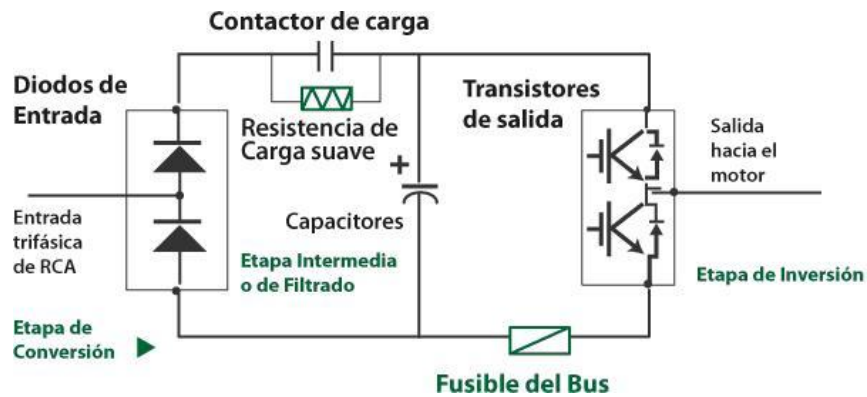 Contactor de carga
Diodos de
Entrada
Resistencia de
Carga suave
Transistores
de salida
Salida
hacia el
motor
+
Capacitores
Entrada
trifásica
de RCA
Etapa Intermedia
o de Filtrado
Etapa de Inversión
Etapa de
Conversión
Fusible del Bus